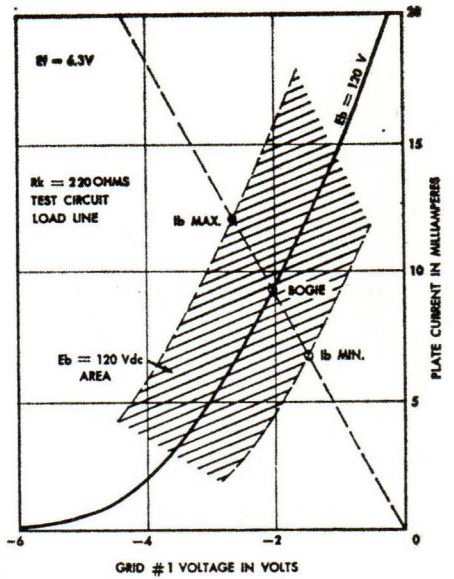 20
Ef = 6.3V
Eb = 120 V
15
Rk = 220 OHMS
TEST CIRCUIT
LOAD LINE
Ib MAX.
10
BOGIE
PLATE CURRENT IN MILLIAMPERES
Eb = 120 Vdc
AREA
Ib MIN.
5
0
-6
-4
-2
0
GRID #1 VOLTAGE IN VOLTS